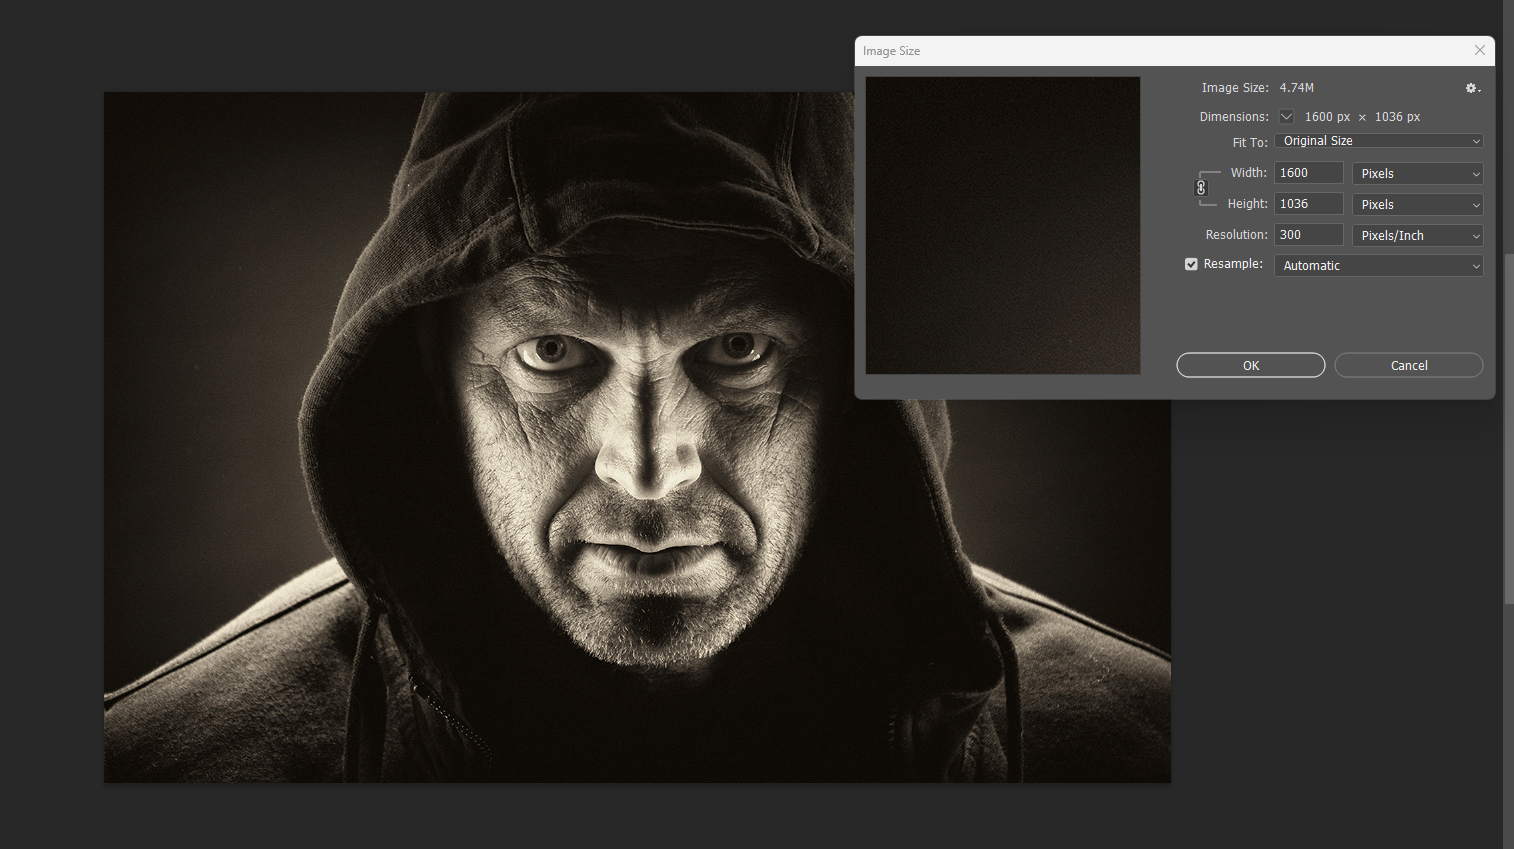 Image Size
Image Size: 4.74M
Dimensions: 1600 px × 1036 px
Fit To: Original Size
Width: 1600 Pixels
Height: 1036 Pixels
Resolution: 300 Pixels/Inch
Resample: Automatic
OK Cancel